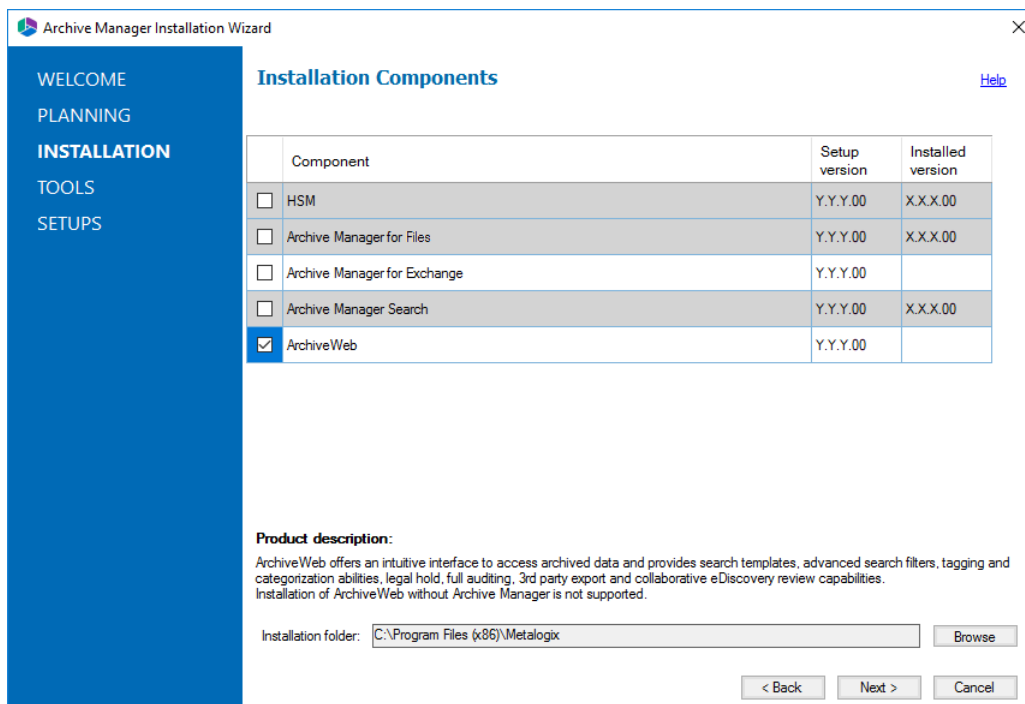 Archive Manager Installation Wizard
WELCOME
PLANNING
INSTALLATION
TOOLS
SETUPS
Installation Components
Help
Component
Setup version
Installed version
HSM Y.Y.Y.00 X.X.X.00
Archive Manager for Files Y.Y.Y.00 X.X.X.00
Archive Manager for Exchange Y.Y.Y.00
Archive Manager Search Y.Y.Y.00 X.X.X.00
ArchiveWeb Y.Y.Y.00
Product description:
ArchiveWeb offers an intuitive interface to access archived data and provides search templates, advanced search filters, tagging and
categorization abilities, legal hold, full auditing, 3rd party export and collaborative eDiscovery review capabilities.
Installation of ArchiveWeb without Archive Manager is not supported.
Installation folder: C:\Program Files (x86)\Metalogix Browse
< Back Next > Cancel